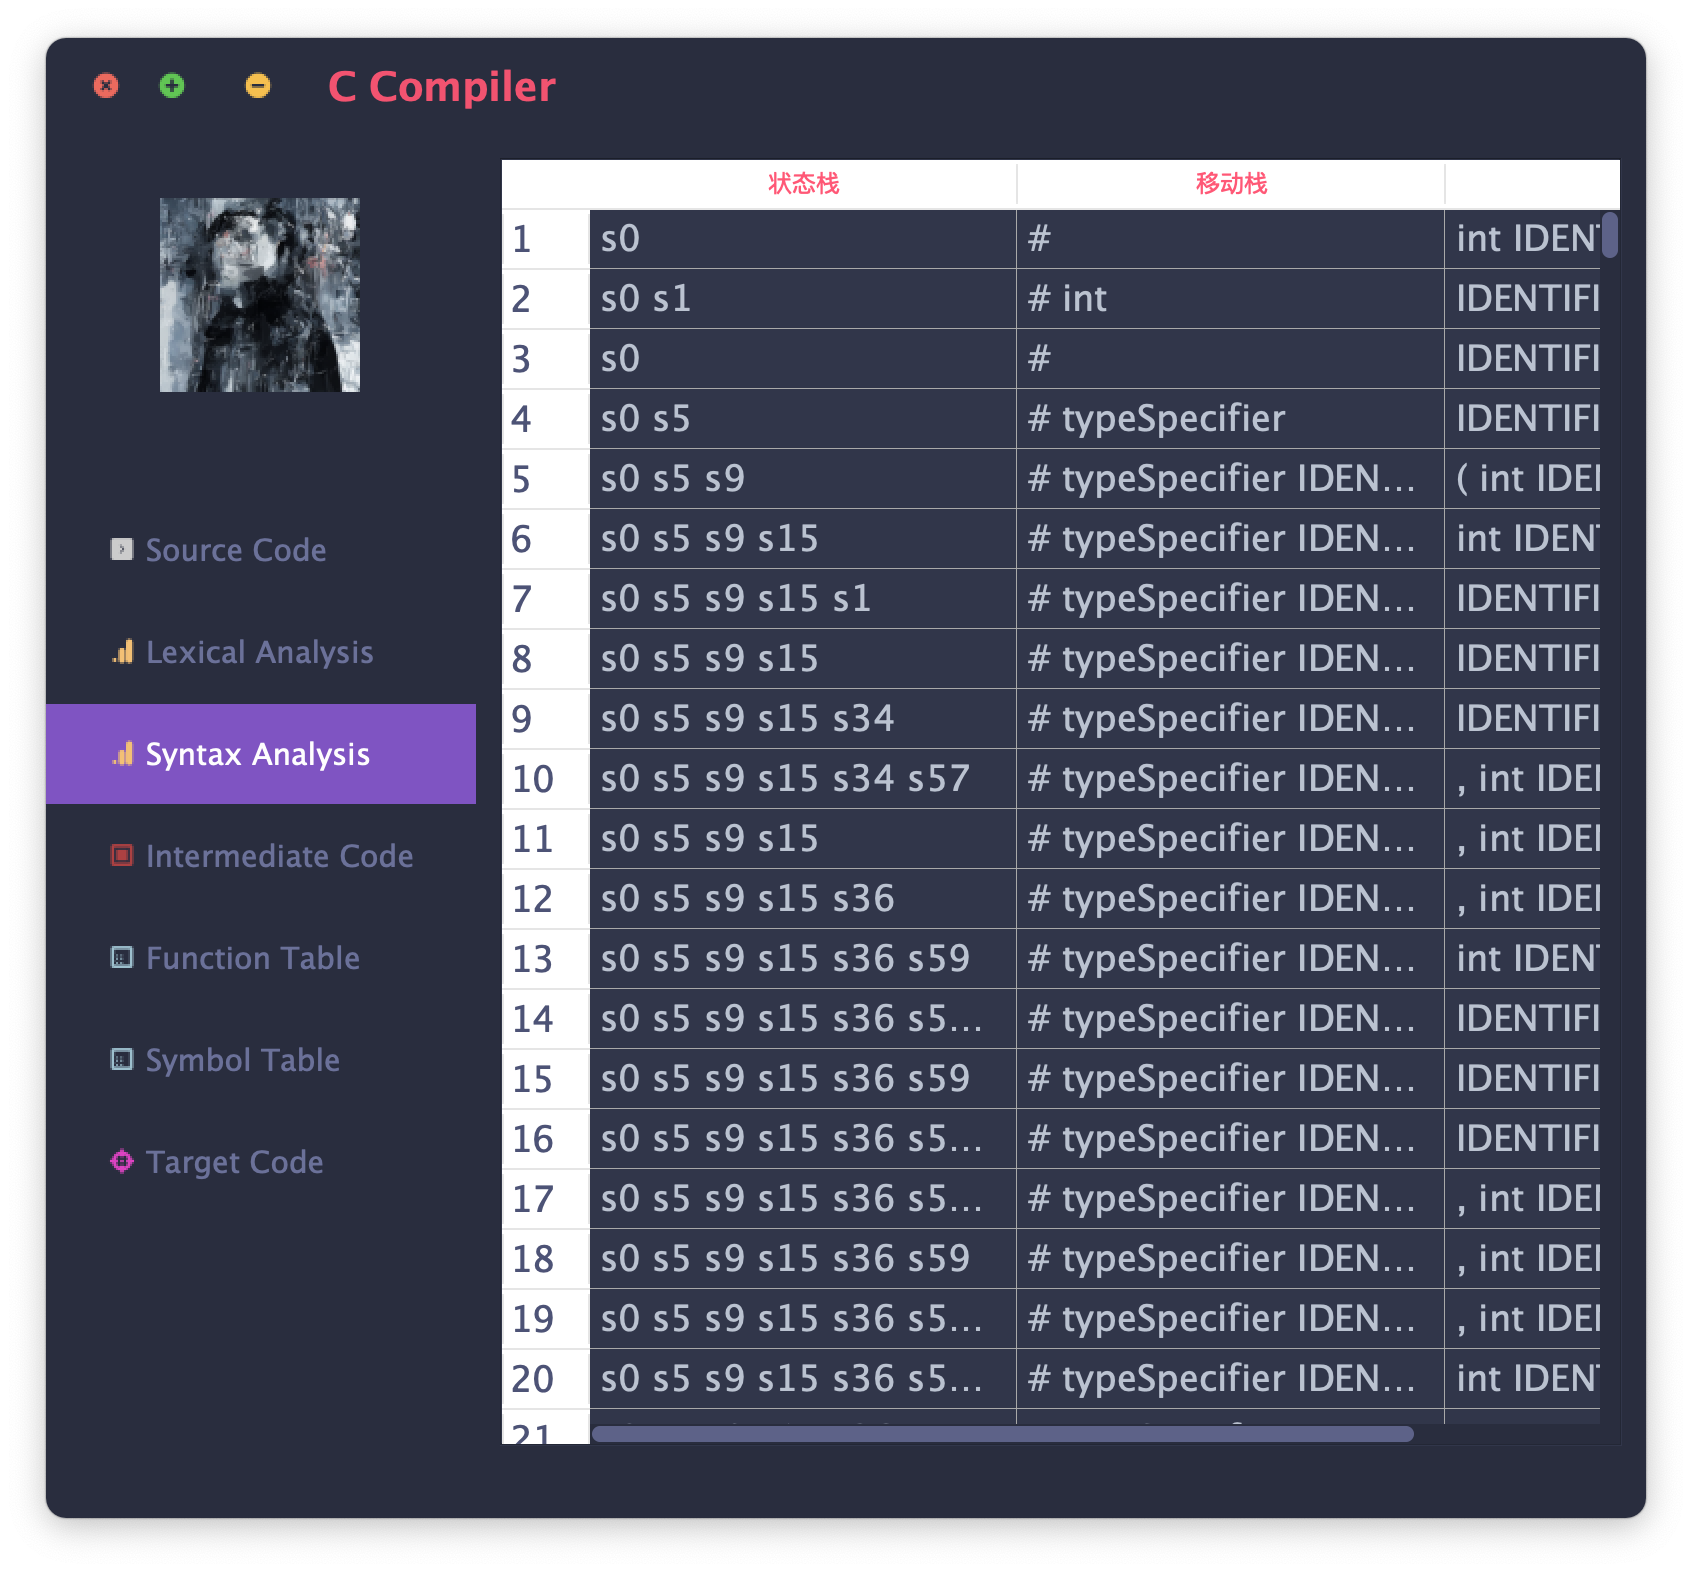 C Compiler
Source Code
Lexical Analysis
Syntax Analysis
Intermediate Code
Function Table
Symbol Table
Target Code
状态栈 移动栈
1 s0 # int IDENT
2 s0 s1 # int IDENTIFI
3 s0 # IDENTIFI
4 s0 s5 # typeSpecifier IDENTIFI
5 s0 s5 s9 # typeSpecifier IDEN... ( int IDEN
6 s0 s5 s9 s15 # typeSpecifier IDEN... int IDENT
7 s0 s5 s9 s15 s1 # typeSpecifier IDEN... IDENTIFI
8 s0 s5 s9 s15 # typeSpecifier IDEN... IDENTIFI
9 s0 s5 s9 s15 s34 # typeSpecifier IDEN... IDENTIFI
10 s0 s5 s9 s15 s34 s57 # typeSpecifier IDEN... , int IDEN
11 s0 s5 s9 s15 # typeSpecifier IDEN... , int IDEN
12 s0 s5 s9 s15 s36 # typeSpecifier IDEN... , int IDEN
13 s0 s5 s9 s15 s36 s59 # typeSpecifier IDEN... int IDENT
14 s0 s5 s9 s15 s36 s5... # typeSpecifier IDEN... IDENTIFI
15 s0 s5 s9 s15 s36 s59 # typeSpecifier IDEN... IDENTIFI
16 s0 s5 s9 s15 s36 s5... # typeSpecifier IDEN... IDENTIFI
17 s0 s5 s9 s15 s36 s5... # typeSpecifier IDEN... , int IDEN
18 s0 s5 s9 s15 s36 s59 # typeSpecifier IDEN... , int IDEN
19 s0 s5 s9 s15 s36 s5... # typeSpecifier IDEN... , int IDEN
20 s0 s5 s9 s15 s36 s5... # typeSpecifier IDEN... int IDENT
21